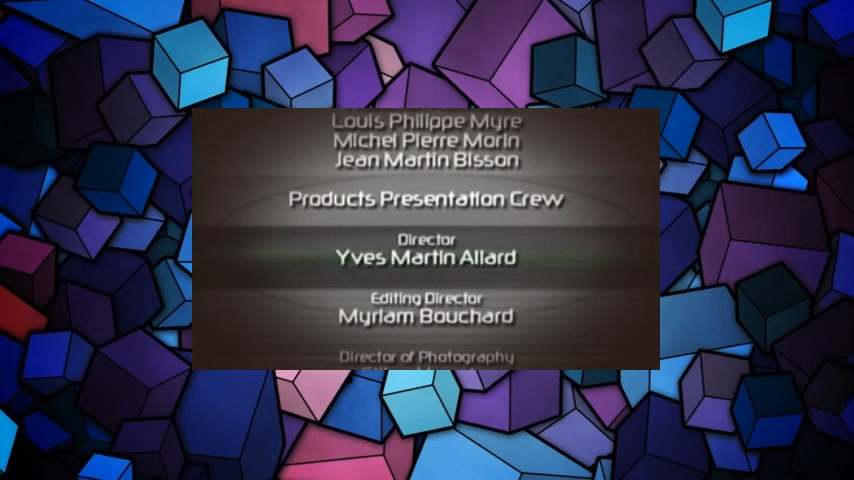 Louis Philippe Myre
Michel Pierre Morin
Jean Martin Bisson
Products Presentation Crew
Director
Yves Martin Allard
Editing Director
Myriam Bouchard
Director of Photography